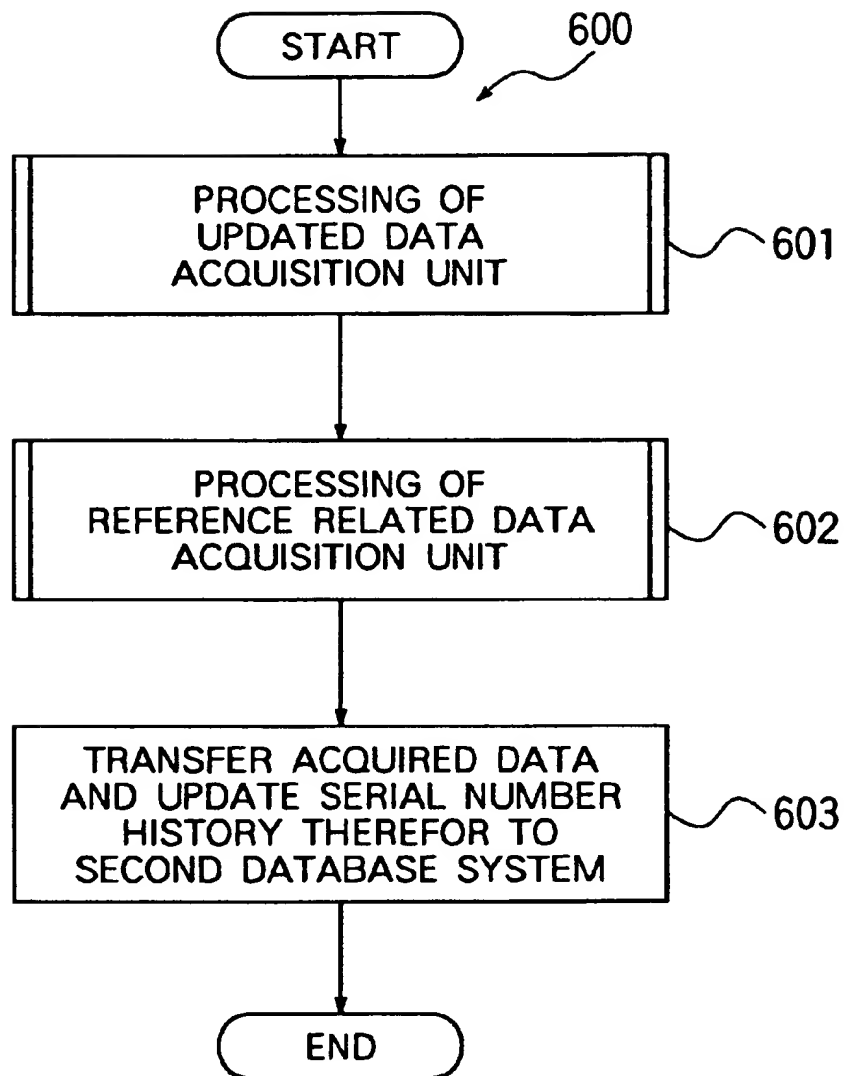 START
600
PROCESSING OF
UPDATED DATA
ACQUISITION UNIT
601
PROCESSING OF
REFERENCE RELATED DATA
ACQUISITION UNIT
602
TRANSFER ACQUIRED DATA
AND UPDATE SERIAL NUMBER
HISTORY THEREFOR TO
SECOND DATABASE SYSTEM
603
END